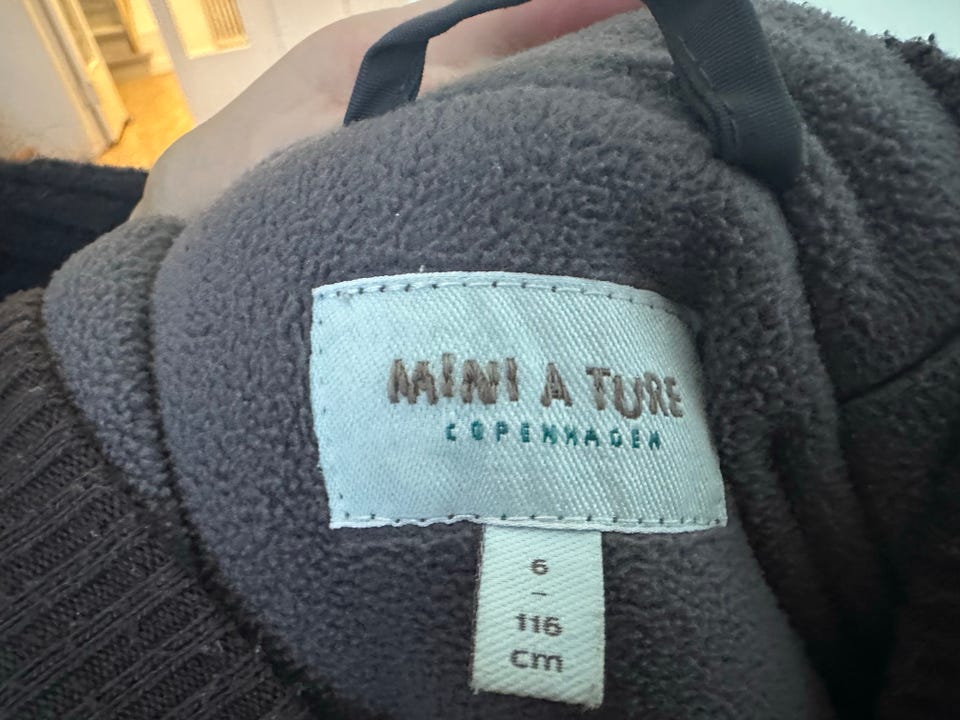 MINI A TURE
COPENHAGEN
6
-
116
cm